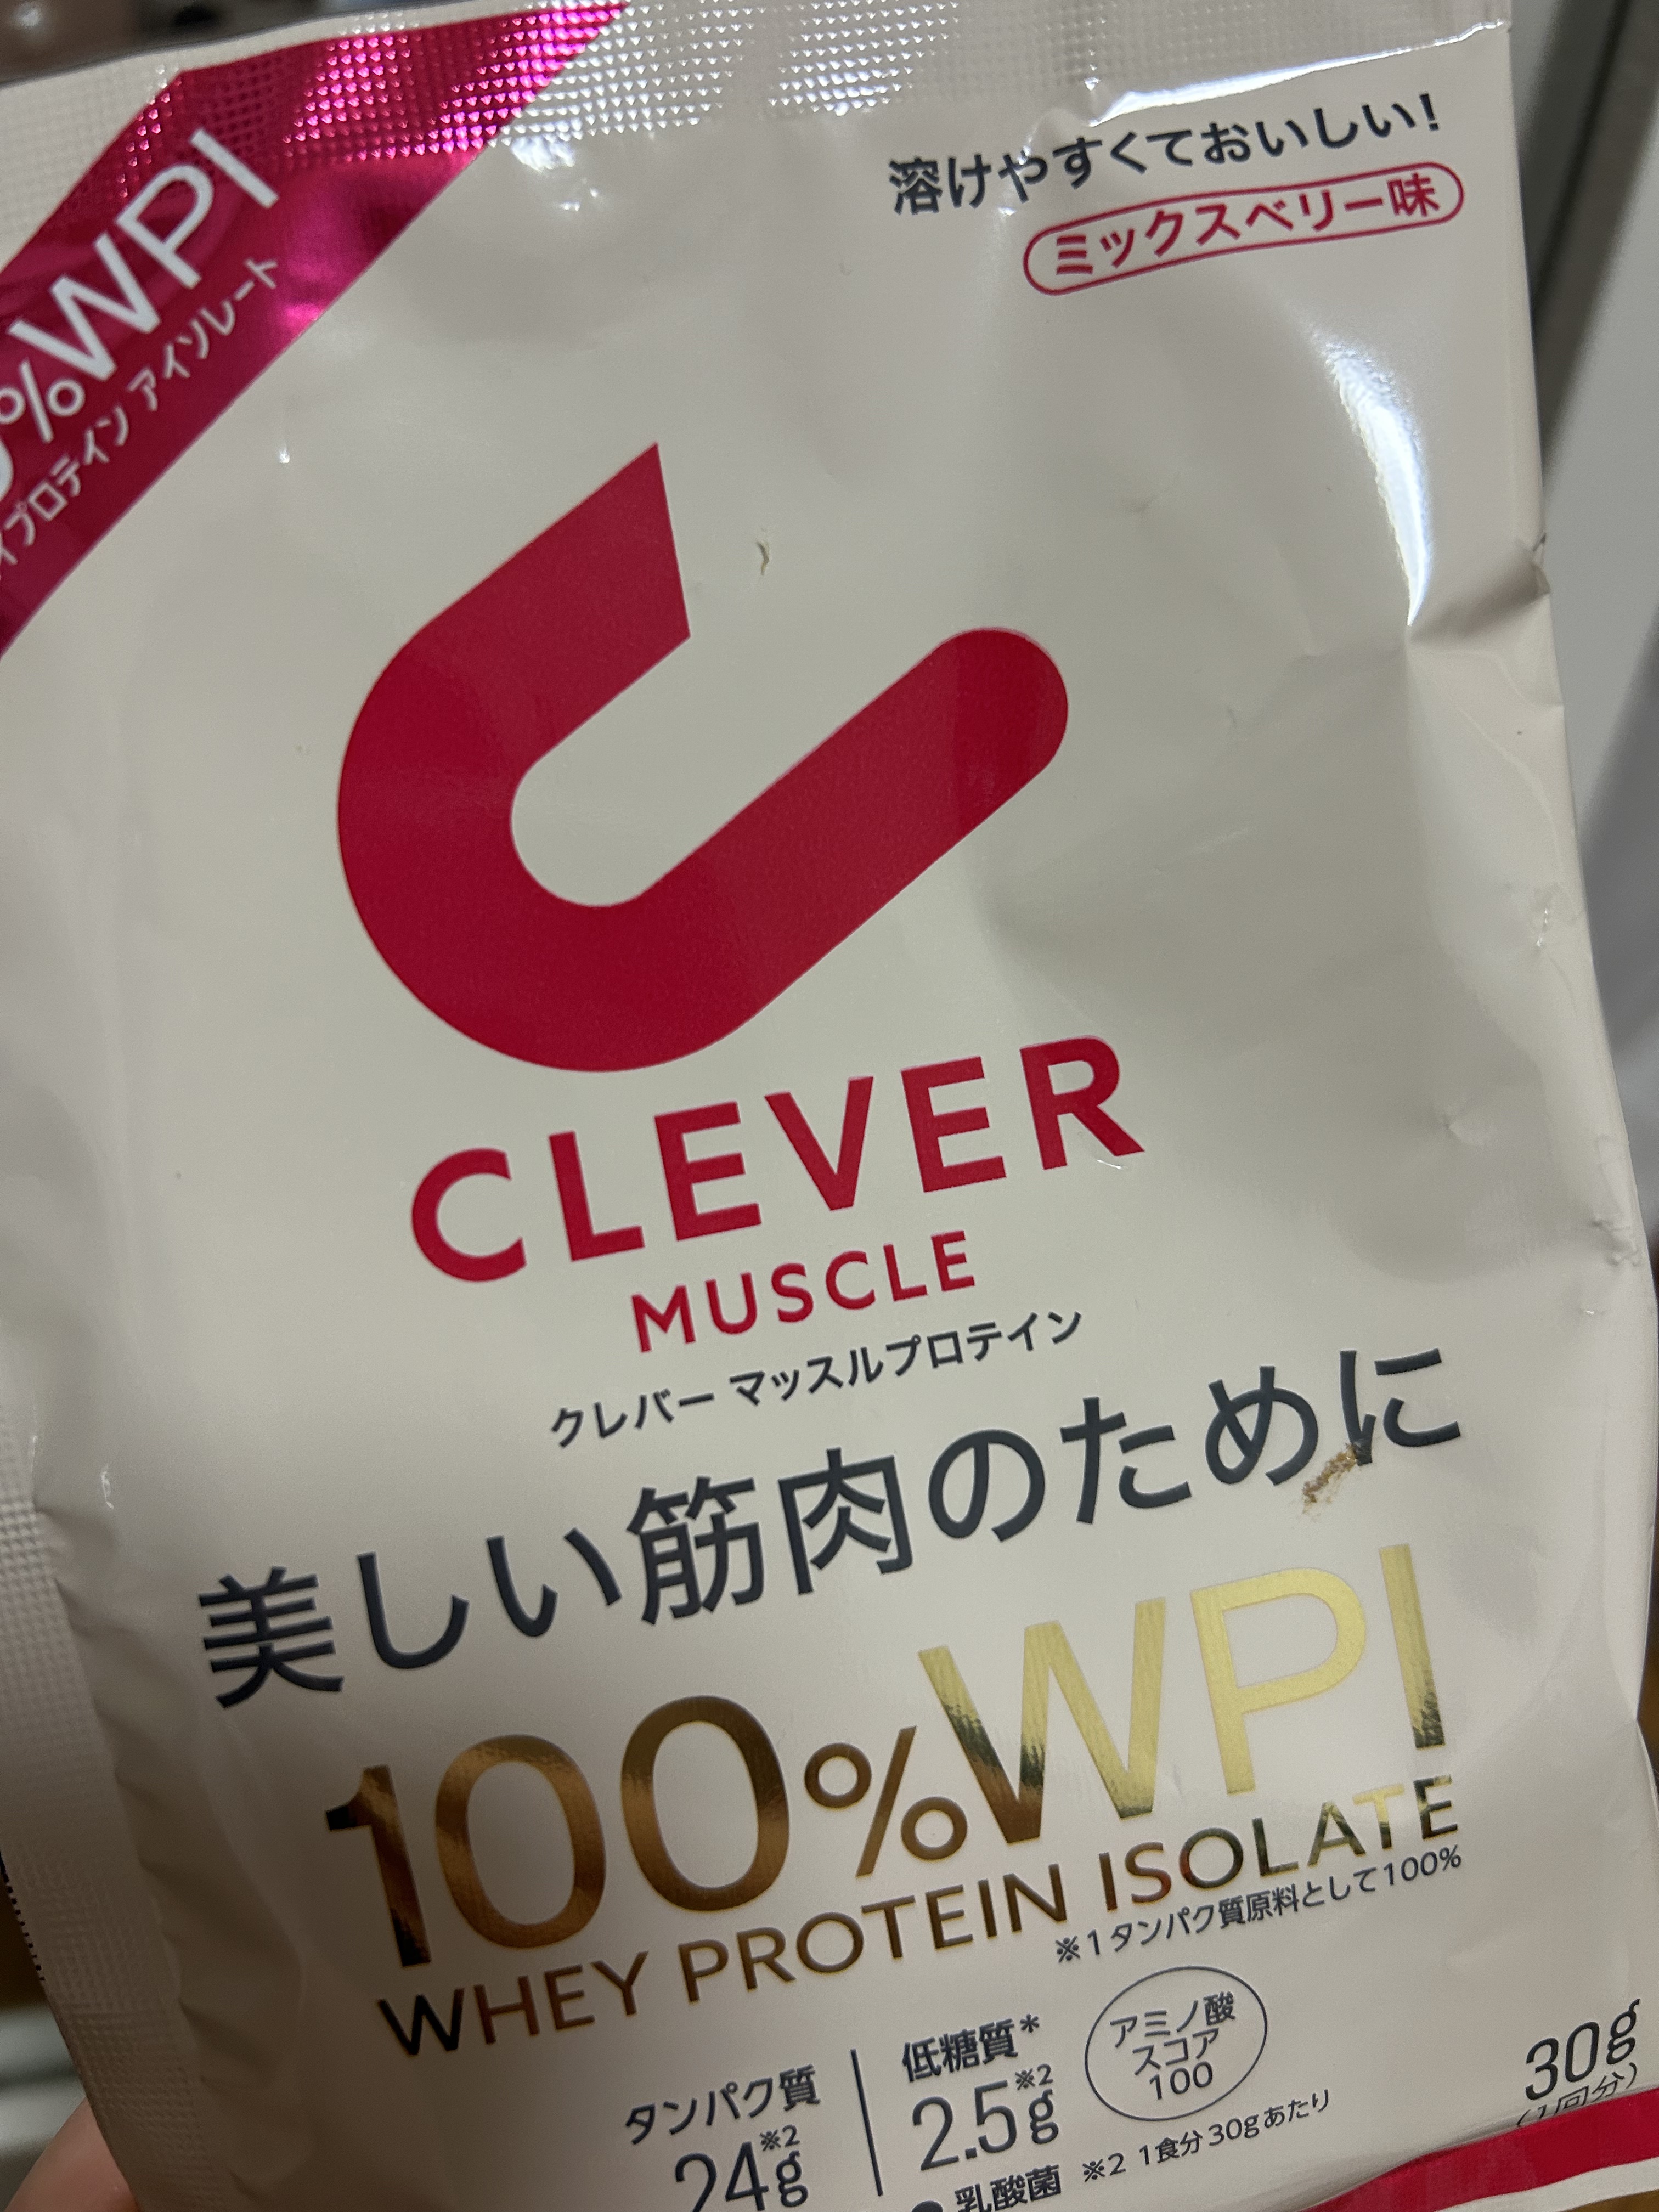 %WPI
プロテイン アイソレート
溶けやすくておいしい!
ミックスベリー味
CLEVER
MUSCLE
クレバー マッスルプロテイン
美しい筋肉のために
100%WPI
WHEY PROTEIN ISOLATE
※1タンパク質原料として100%
タンパク質
24g※2
低糖質*
2.5g※2
アミノ酸
スコア
100
30g
(1回分)
乳酸菌
※2 1食分30gあたり